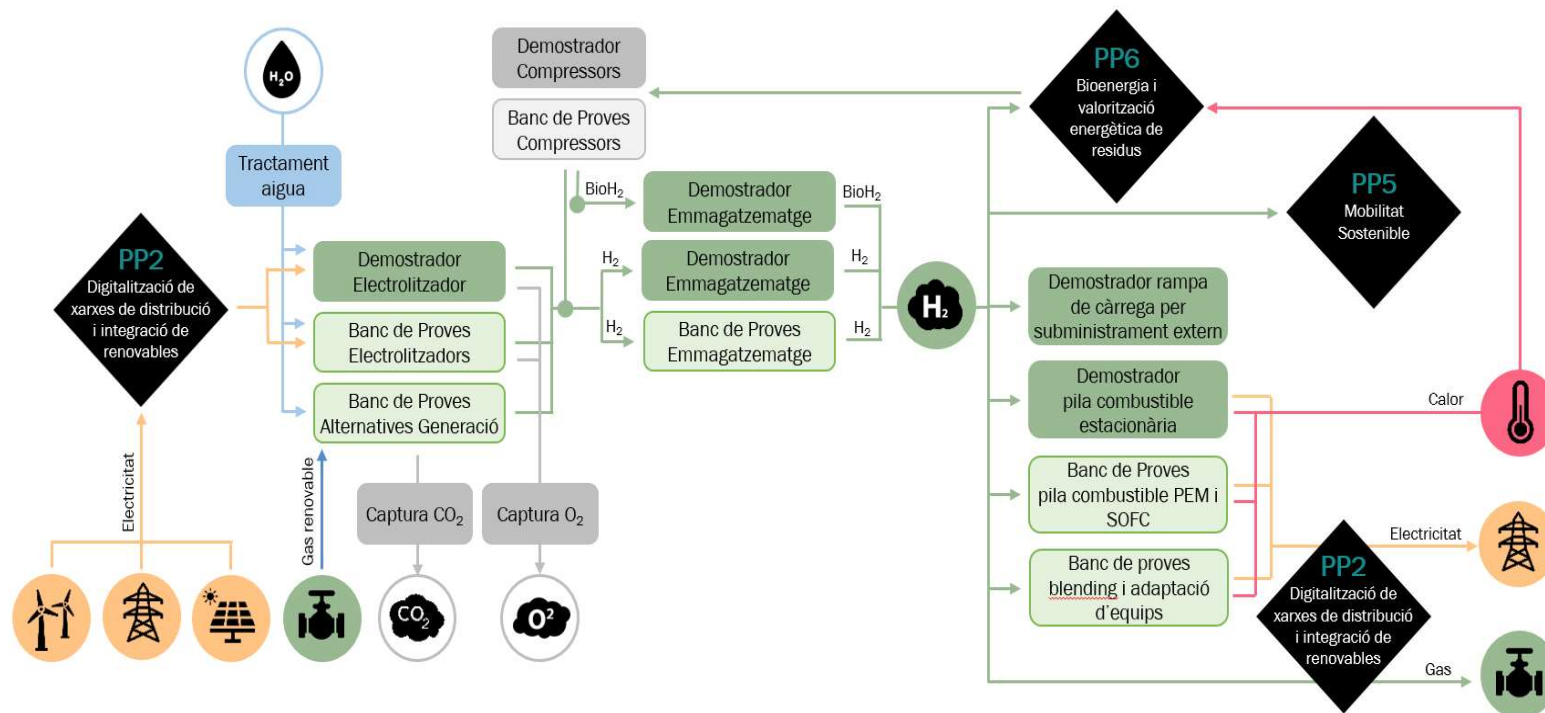 H₂O
Tractament
aigua
PP2
Digitalització de
xarxes de distribució
i integració de
renovables
Electricitat
Gas renovable
Demostrador
Compressors
Banc de Proves
Compressors
Demostrador
Electrolitzador
Banc de Proves
Electrolitzadors
Banc de Proves
Alternatives Generació
Captura CO₂
Captura O₂
CO₂
O²
BioH₂
H₂
H₂
Demostrador
Emmagatzematge
Demostrador
Emmagatzematge
Banc de Proves
Emmagatzematge
BioH₂
H₂
H₂
H₂
PP6
Bioenergia i
valorització
energètica de
residus
PP5
Mobilitat
Sostenible
Demostrador rampa
de càrrega per
subministrament extern
Demostrador
pila combustible
estacionària
Banc de Proves
pila combustible PEM i
SOFC
Banc de proves
blending i adaptació
d'equips
Calor
Electricitat
PP2
Digitalització de
xarxes de distribució
i integració de
renovables
Gas